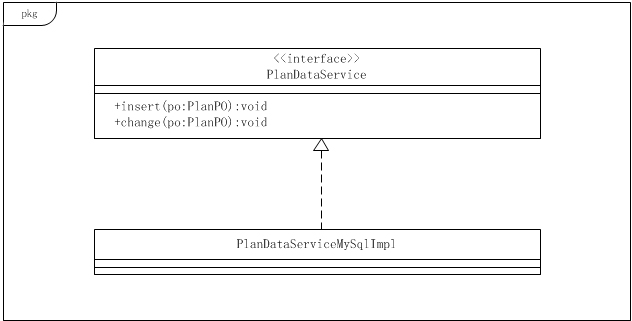 pkg
<<interface>>
PlanDataService
+insert(po:PlanPO):void
+change(po:PlanPO):void
PlanDataServiceMySqlImpl